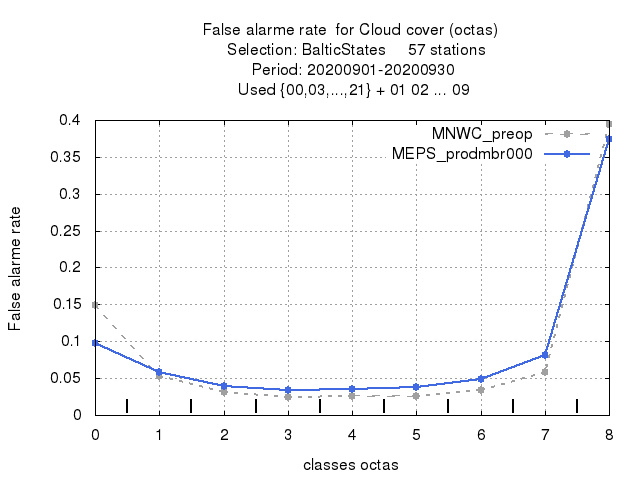 False alarme rate  for Cloud cover (octas)
Selection: BalticStates     57 stations
Period: 20200901-20200930
Used {00,03,...,21} + 01 02 ... 09
MNWC_preop
MEPS_prodmbr000
False alarme rate
0.4
0.35
0.3
0.25
0.2
0.15
0.1
0.05
0
0 1 2 3 4 5 6 7 8
classes octas